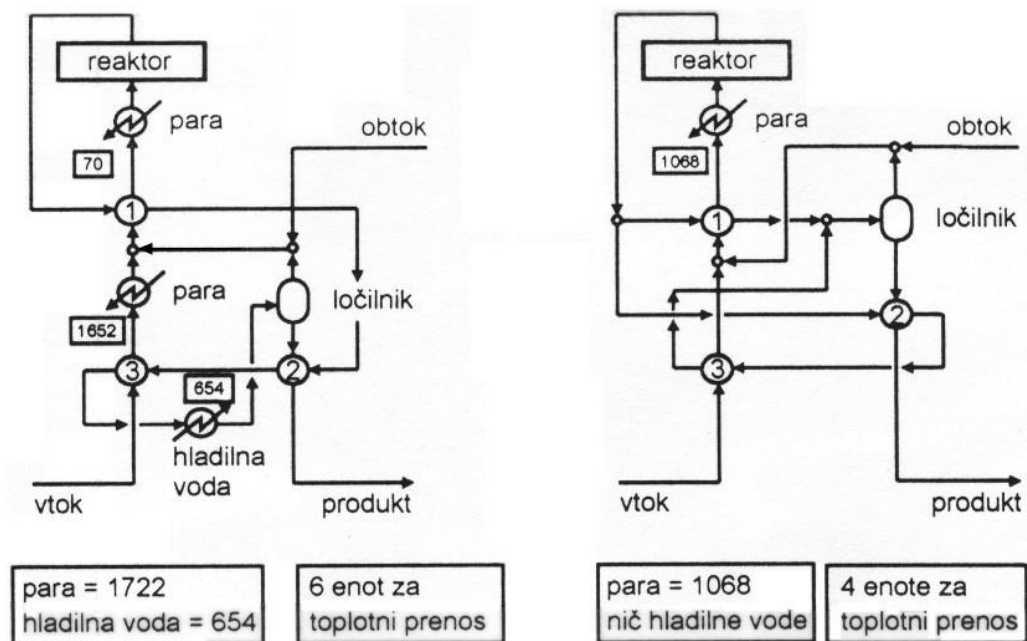 reaktor
para
70
obtok
1
para
1652
ločilnik
3
2
654
hladilna
voda
vtok
produkt
para = 1722
hladilna voda = 654
6 enot za
toplotni prenos
reaktor
para
1068
obtok
1
ločilnik
2
3
vtok
produkt
para = 1068
nič hladilne vode
4 enote za
toplotni prenos